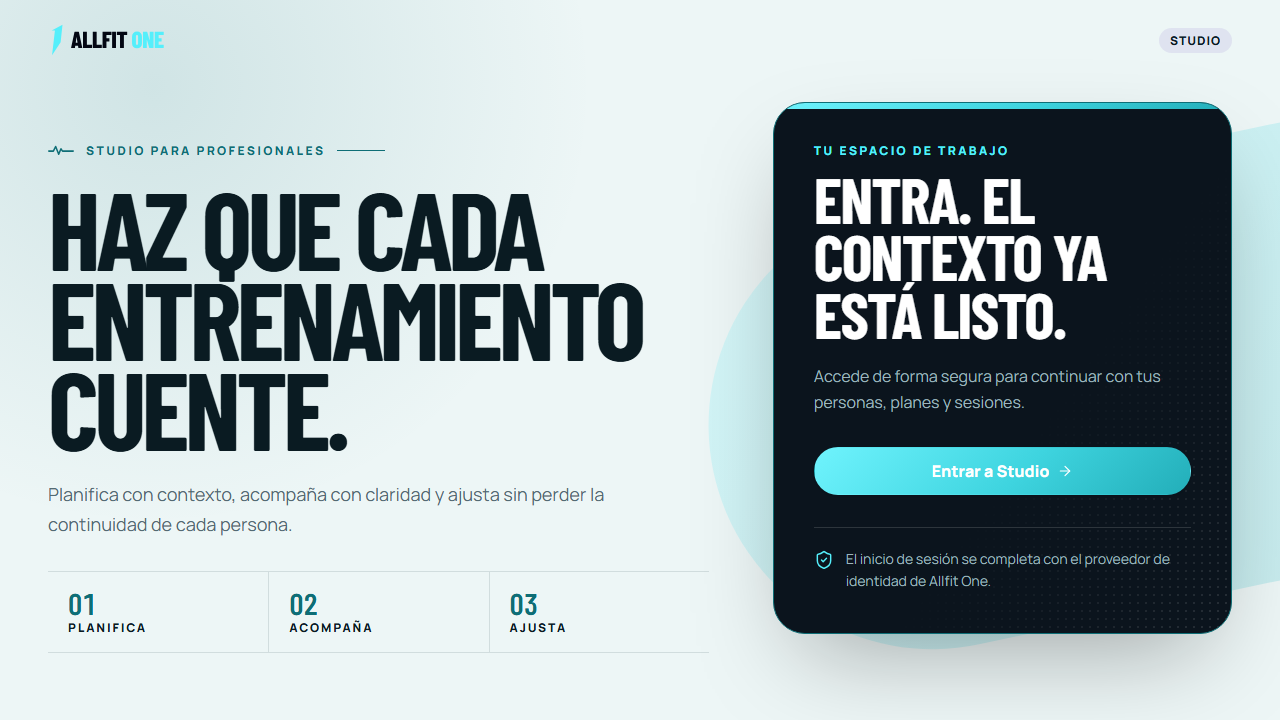 ALLFIT ONE
STUDIO
STUDIO PARA PROFESIONALES
HAZ QUE CADA
ENTRENAMIENTO
CUENTE.
Planifica con contexto, acompaña con claridad y ajusta sin perder la
continuidad de cada persona.
01
PLANIFICA
02
ACOMPAÑA
03
AJUSTA
TU ESPACIO DE TRABAJO
ENTRA. EL
CONTEXTO YA
ESTÁ LISTO.
Accede de forma segura para continuar con tus
personas, planes y sesiones.
Entrar a Studio
El inicio de sesión se completa con el proveedor de
identidad de Allfit One.